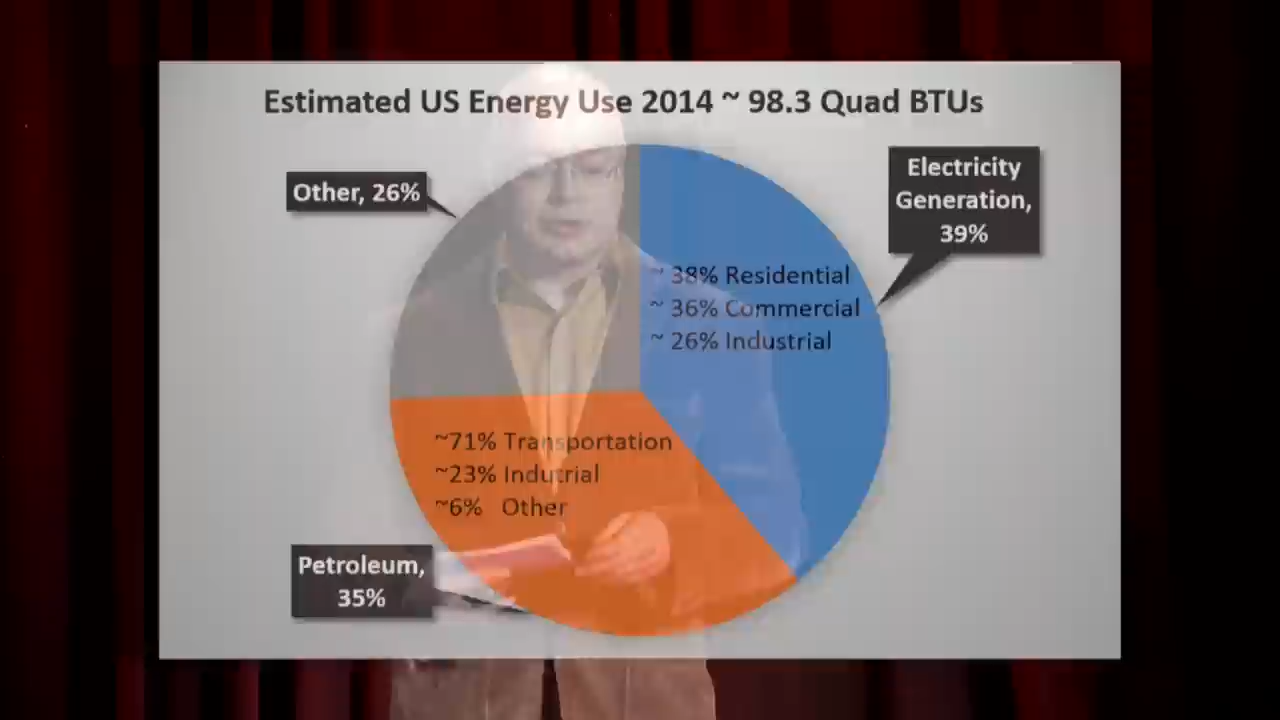 Estimated US Energy Use 2014 ~ 98.3 Quad BTUs
Other, 26%
Electricity
Generation,
39%
~ 38% Residential
~ 36% Commercial
~ 26% Industrial
~71% Transportation
~23% Indutrial
~6% Other
Petroleum,
35%